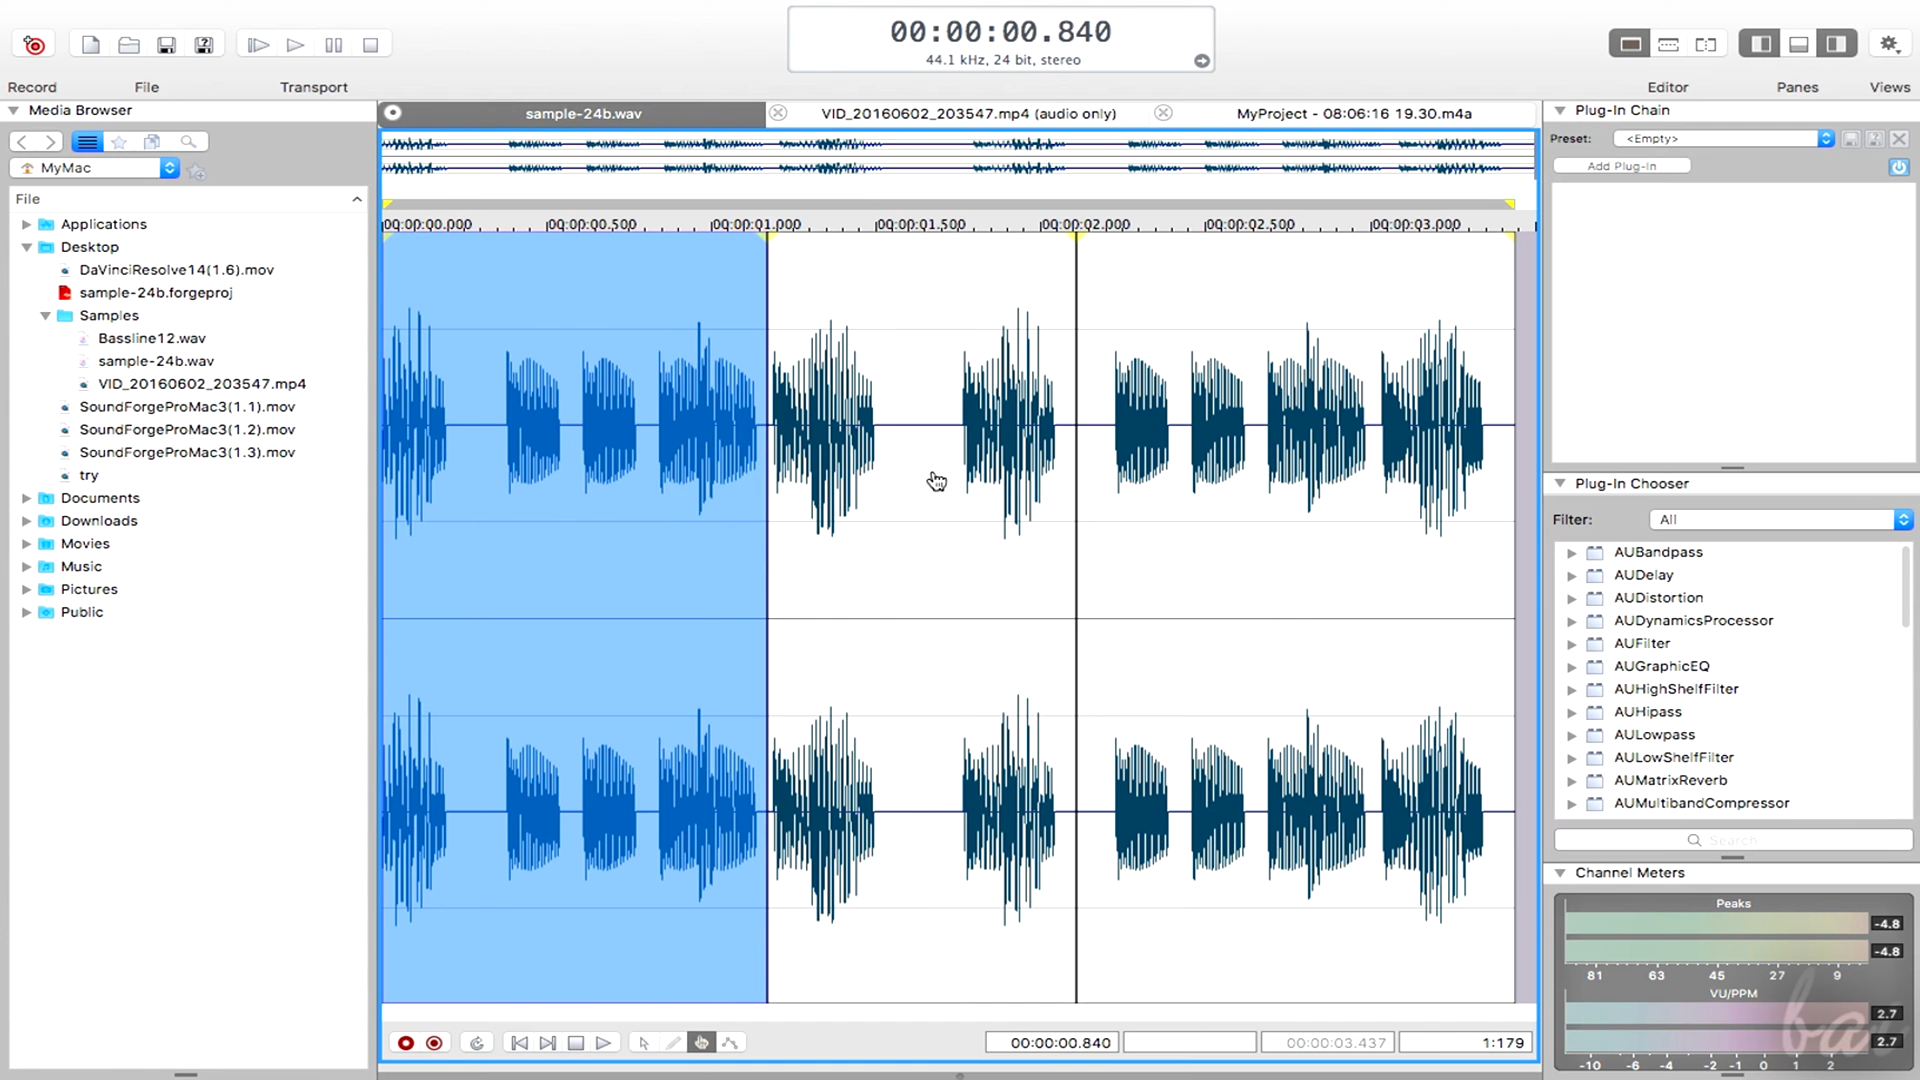 00:00:00.840
44.1 kHz, 24 bit, stereo
Record
File
Transport
Editor
Panes
Views
Media Browser
MyMac
File
Applications
Desktop
DaVinciResolve14(1.6).mov
sample-24b.forgeproj
Samples
Bassline12.wav
sample-24b.wav
VID_20160602_203547.mp4
SoundForgeProMac3(1.1).mov
SoundForgeProMac3(1.2).mov
SoundForgeProMac3(1.3).mov
try
Documents
Downloads
Movies
Music
Pictures
Public
sample-24b.wav
VID_20160602_203547.mp4 (audio only)
MyProject - 08:06:16 19.30.m4a
00:00:00.000 00:00:00.500 00:00:01.000 00:00:01.500 00:00:02.000 00:00:02.500 00:00:03.000
00:00:00.840
00:00:03.437
1:179
Plug-In Chain
Preset: <Empty>
Add Plug-In
Plug-In Chooser
Filter: All
AUBandpass
AUDelay
AUDistortion
AUDynamicsProcessor
AUFilter
AUGraphicEQ
AUHighShelfFilter
AUHipass
AULowpass
AULowShelfFilter
AUMatrixReverb
AUMultibandCompressor
Search
Channel Meters
Peaks
-4.8
-4.8
81 63 45 27 9
VU/PPM
2.7
2.7
-10 -6 -4 -2 -1 0 1 2